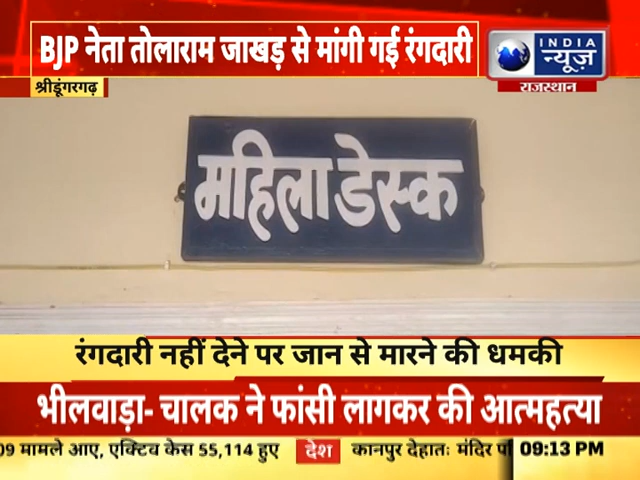 BJP नेता तोलाराम जाखड़ से मांगी गई रंगदारी
INDIA
न्यूज़
श्रीडूंगरगढ़
राजस्थान
महिला डेस्क
रंगदारी नहीं देने पर जान से मारने की धमकी
भीलवाड़ा- चालक ने फांसी लागकर की आत्महत्या
09 मामले आए, एक्टिव केस 55,114 हुए
देश
कानपुर देहातः मंदिर
09:13 PM